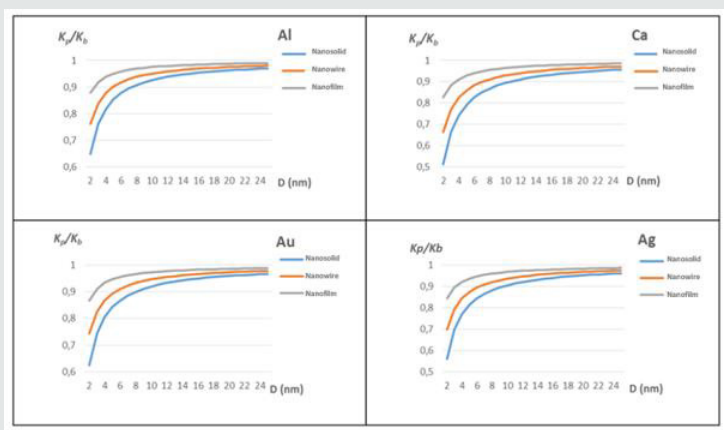 Kp/Kb Al
Nanosolid
Nanowire
Nanofilm
1
0,9
0,8
0,7
0,6
2 4 6 8 10 12 14 16 18 20 22 24 D (nm)
Kp/Kb Ca
Nanosolid
Nanowire
Nanofilm
1
0,9
0,8
0,7
0,6
0,5
2 4 6 8 10 12 14 16 18 20 22 24 D (nm)
Kp/Kb Au
Nanosolid
Nanowire
Nanofilm
1
0,9
0,8
0,7
0,6
2 4 6 8 10 12 14 16 18 20 22 24 D (nm)
Kp/Kb Ag
Nanosolid
Nanowire
Nanofilm
1
0,9
0,8
0,7
0,6
0,5
2 4 6 8 10 12 14 16 18 20 22 24 D (nm)